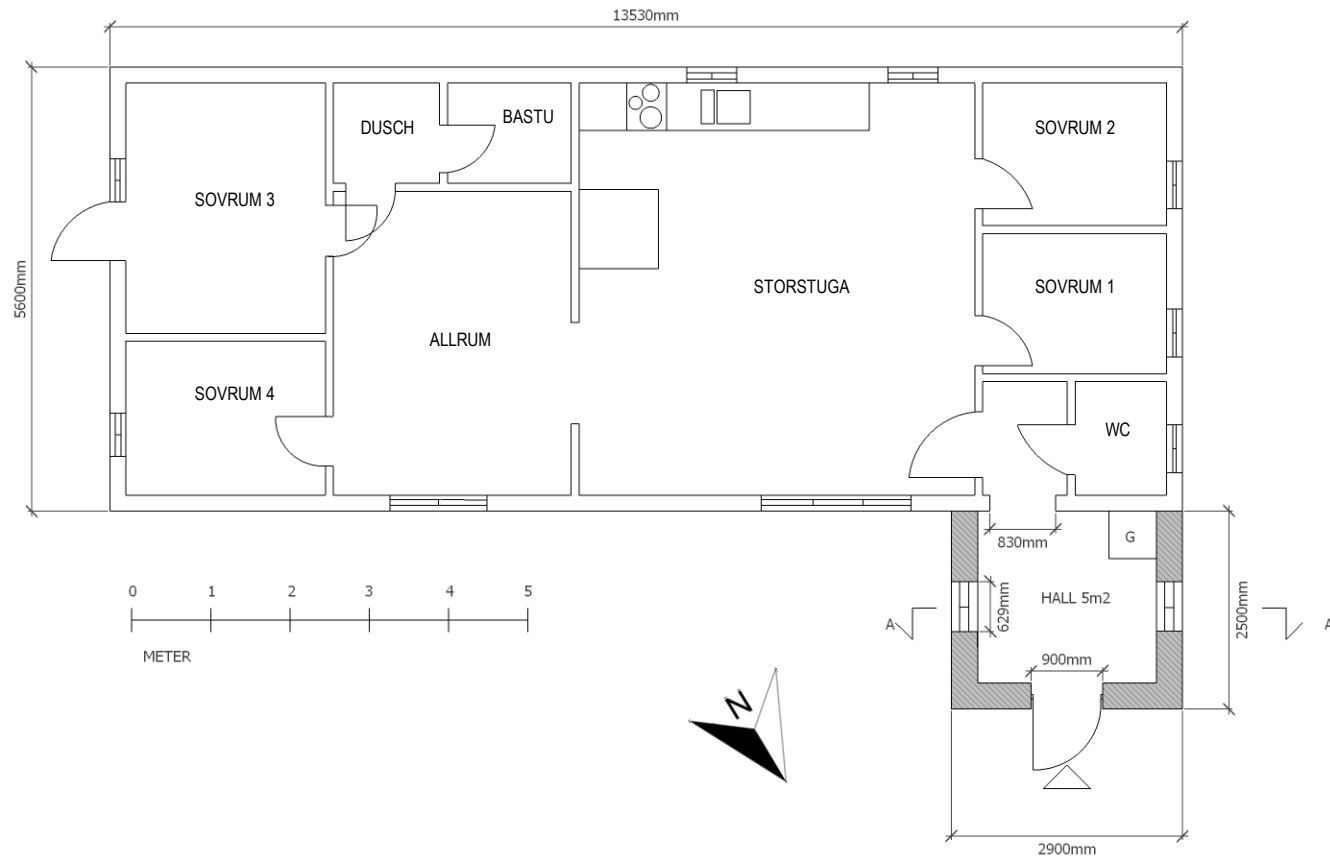 13530mm
5600mm
DUSCH
BASTU
SOVRUM 2
SOVRUM 3
STORSTUGA
SOVRUM 1
ALLRUM
SOVRUM 4
WC
830mm
G
0 1 2 3 4 5
METER
HALL 5m2
629mm
2500mm
A
A
900mm
N
2900mm